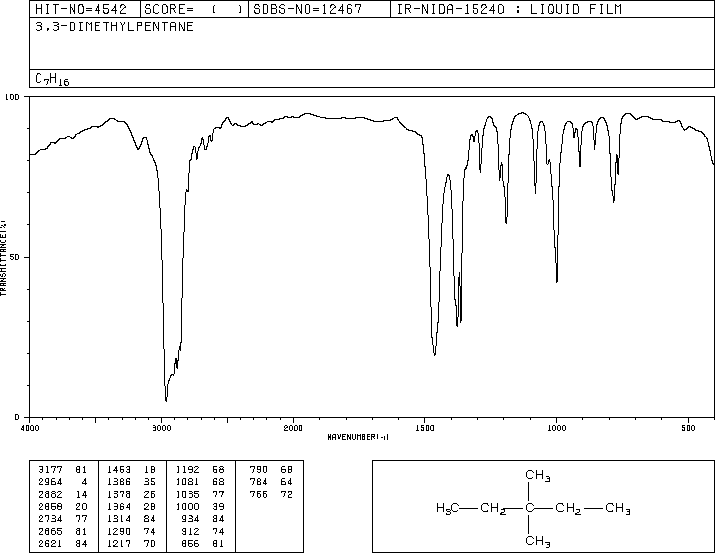 HIT-NO=4542 SCORE= ( ) SDBS-NO=12467 IR-NIDA-15240 : LIQUID FILM
3,3-DIMETHYLPENTANE
C7H16
100
50
0
TRANSMITTANCE(%)
4000 3000 2000 1500 1000 500
WAVENUMBER(-1)
3177 81 1463 18 1192 58 790 68
2964 4 1386 35 1081 68 784 64
2882 14 1378 26 1035 77 766 72
2858 20 1364 28 1000 39
2734 77 1314 84 934 84
2665 81 1290 74 912 74
2621 84 1217 70 856 81
CH3
H3C CH2 C CH2 CH3
CH3